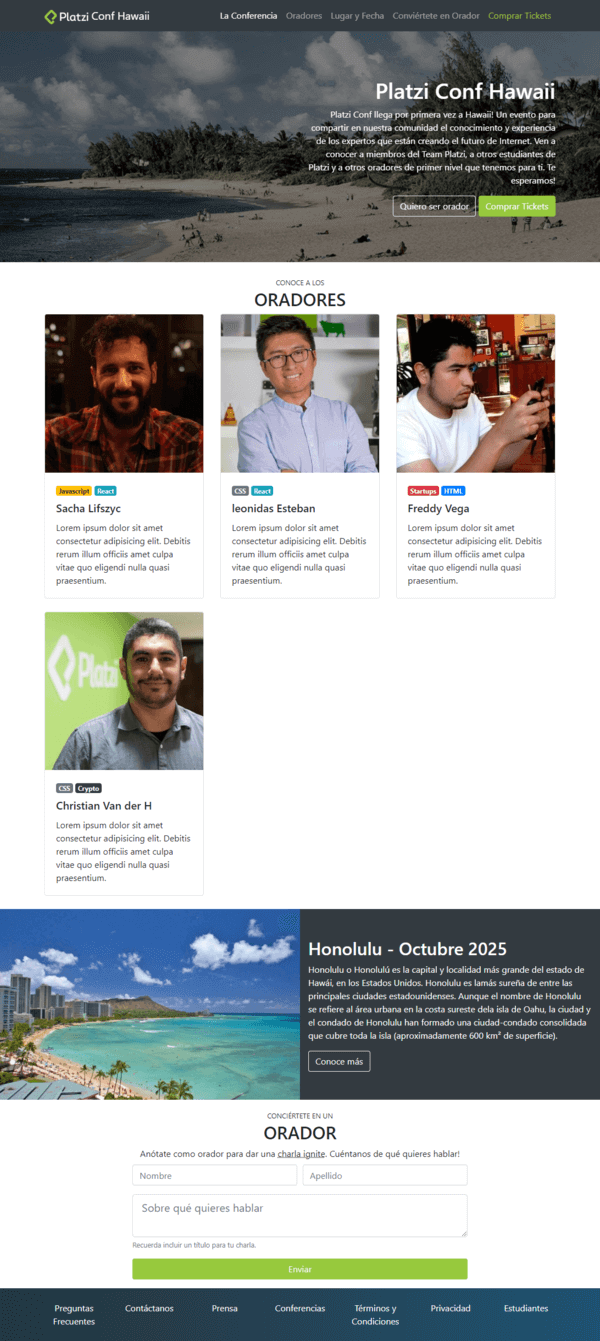 Platzi Conf Hawaii
La Conferencia Oradores Lugar y Fecha Conviértete en Orador Comprar Tickets
Platzi Conf Hawaii
Platzi Conf llega por primera vez a Hawaii! Un evento para
compartir en nuestra comunidad el conocimiento y experiencia
de los expertos que están creando el futuro de Internet. Ven a
conocer a miembros del Team Platzi, a otros estudiantes de
Platzi y a otros oradores de primer nivel que tenemos para ti. Te
esperamos!
Quiero ser orador Comprar Tickets
CONOCE A LOS
ORADORES
Javascript React
Sacha Lifszyc
Lorem ipsum dolor sit amet
consectetur adipisicing elit. Debitis
rerum illum officiis amet culpa
vitae quo eligendi nulla quasi
praesentium.
CSS React
leonidas Esteban
Lorem ipsum dolor sit amet
consectetur adipisicing elit. Debitis
rerum illum officiis amet culpa
vitae quo eligendi nulla quasi
praesentium.
Startups HTML
Freddy Vega
Lorem ipsum dolor sit amet
consectetur adipisicing elit. Debitis
rerum illum officiis amet culpa
vitae quo eligendi nulla quasi
praesentium.
Platzi
CSS Crypto
Christian Van der H
Lorem ipsum dolor sit amet
consectetur adipisicing elit. Debitis
rerum illum officiis amet culpa
vitae quo eligendi nulla quasi
praesentium.
Honolulu - Octubre 2025
Honolulu o Honolulú es la capital y localidad más grande del estado de
Hawái, en los Estados Unidos. Honolulu es lamás sureña de entre las
principales ciudades estadounidenses. Aunque el nombre de Honolulu
se refiere al área urbana en la costa sureste dela isla de Oahu, la ciudad y
el condado de Honolulu han formado una ciudad-condado consolidada
que cubre toda la isla (aproximadamente 600 km² de superficie).
Conoce más
CONCIÉRTETE EN UN
ORADOR
Anótate como orador para dar una charla ignite. Cuéntanos de qué quieres hablar!
Nombre Apellido
Sobre qué quieres hablar
Recuerda incluir un título para tu charla.
Enviar
Preguntas
Frecuentes
Contáctanos
Prensa
Conferencias
Términos y
Condiciones
Privacidad
Estudiantes